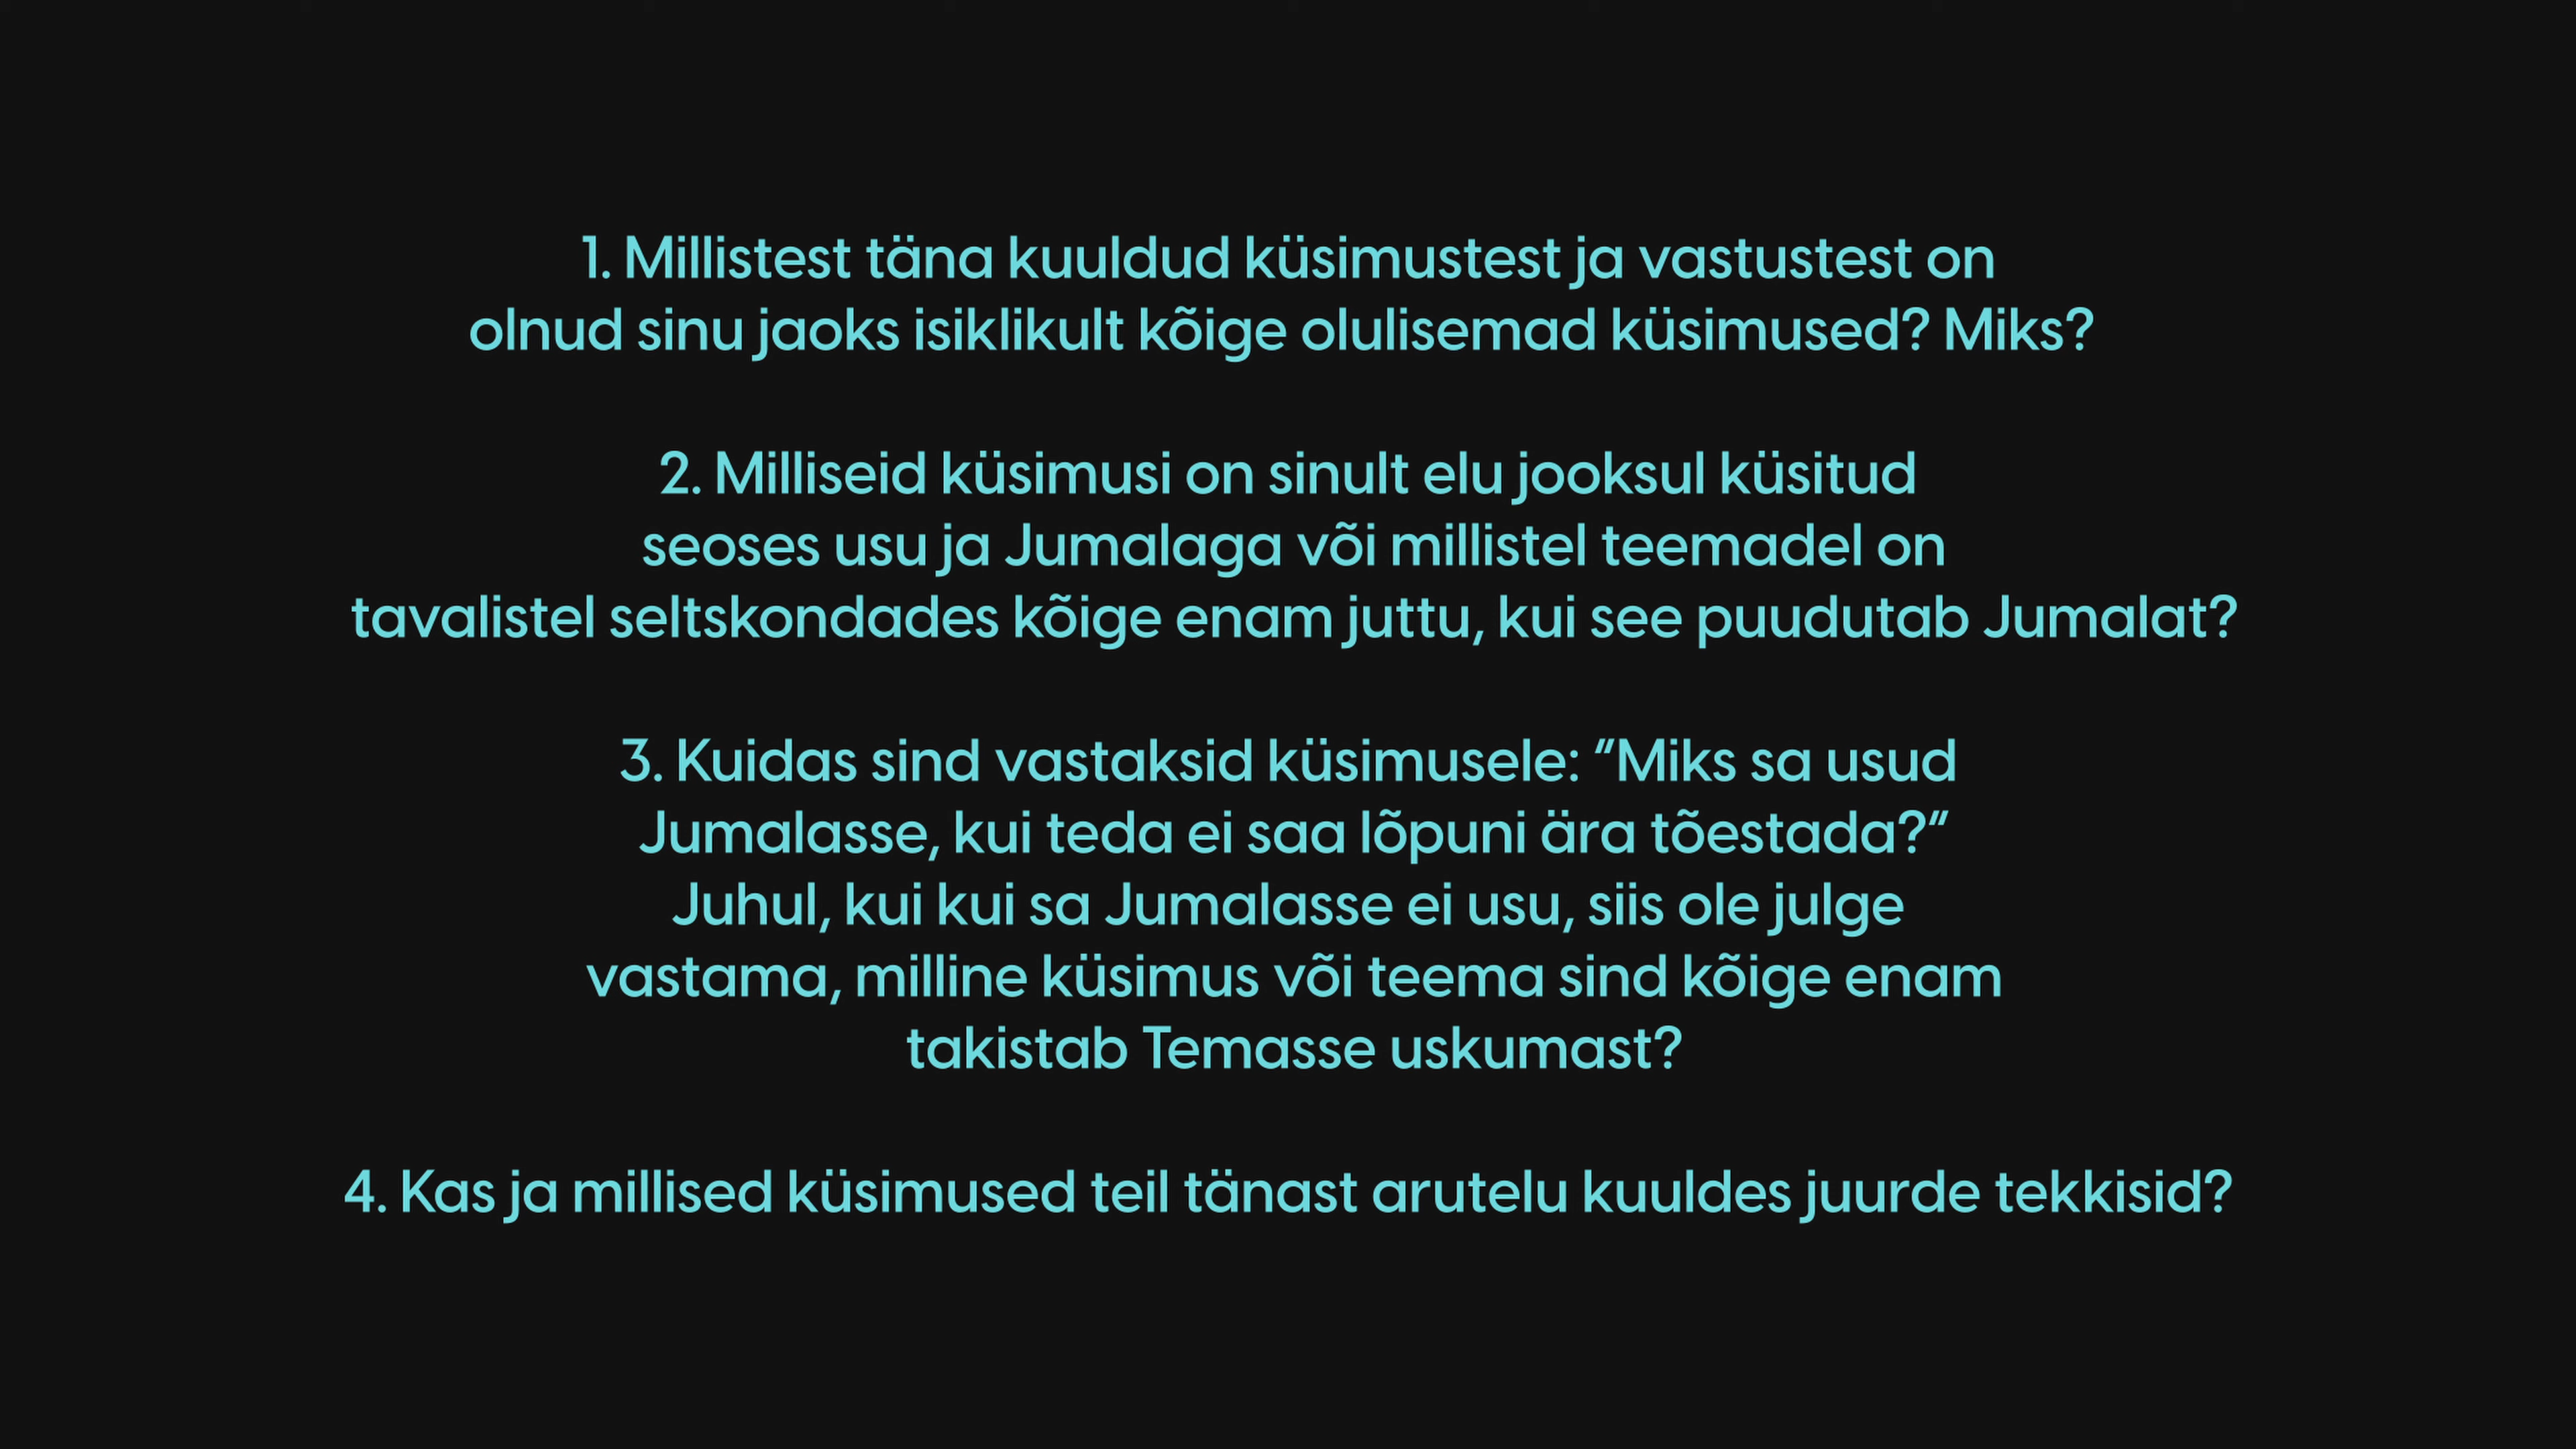 1. Millistest täna kuuldud küsimustest ja vastustest on
olnud sinu jaoks isiklikult kõige olulisemad küsimused? Miks?
2. Milliseid küsimusi on sinult elu jooksul küsitud
seoses usu ja Jumalaga või millistel teemadel on
tavalistel seltskondades kõige enam juttu, kui see puudutab Jumalat?
3. Kuidas sind vastaksid küsimusele: "Miks sa usud
Jumalasse, kui teda ei saa lõpuni ära tõestada?"
Juhul, kui kui sa Jumalasse ei usu, siis ole julge
vastama, milline küsimus või teema sind kõige enam
takistab Temasse uskumast?
4. Kas ja millised küsimused teil tänast arutelu kuuldes juurde tekkisid?